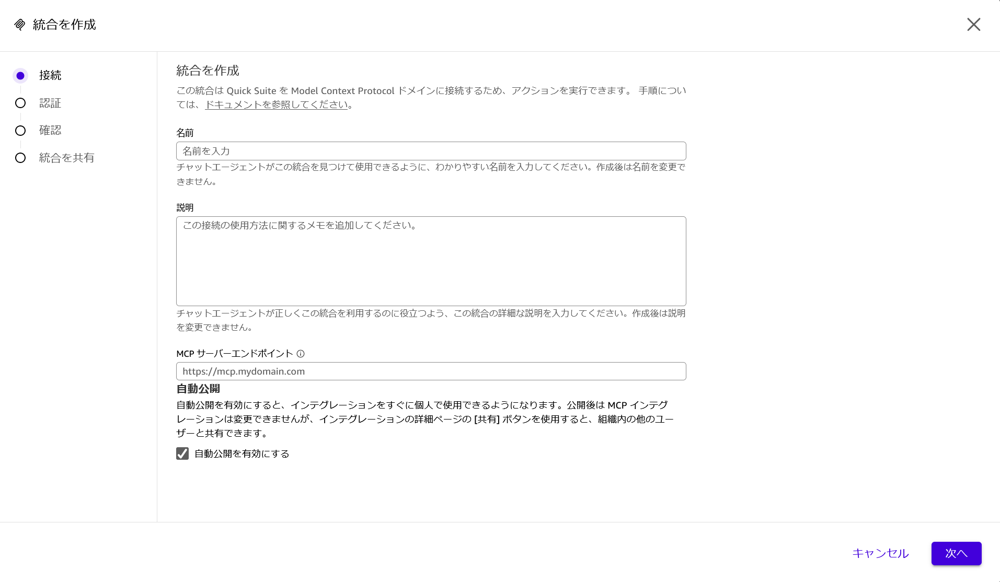 統合を作成
接続
認証
確認
統合を共有
統合を作成
この統合は Quick Suite を Model Context Protocol ドメインに接続するため、アクションを実行できます。 手順につい
ては、ドキュメントを参照してください。
名前
名前を入力
チャットエージェントがこの統合を見つけて使用できるように、わかりやすい名前を入力してください。作成後は名前を変更で
きません。
説明
この接続の使用方法に関するメモを追加してください。
チャットエージェントが正しくこの統合を利用するのに役立つよう、この統合の詳細な説明を入力してください。作成後は説明
を変更できません。
MCP サーバーエンドポイント
https://mcp.mydomain.com
自動公開
自動公開を有効にすると、インテグレーションをすぐに個人で使用できるようになります。公開後は MCP インテグ
レーションは変更できませんが、インテグレーションの詳細ページの [共有] ボタンを使用すると、組織内の他のユー
ザーと共有できます。
自動公開を有効にする
キャンセル
次へ